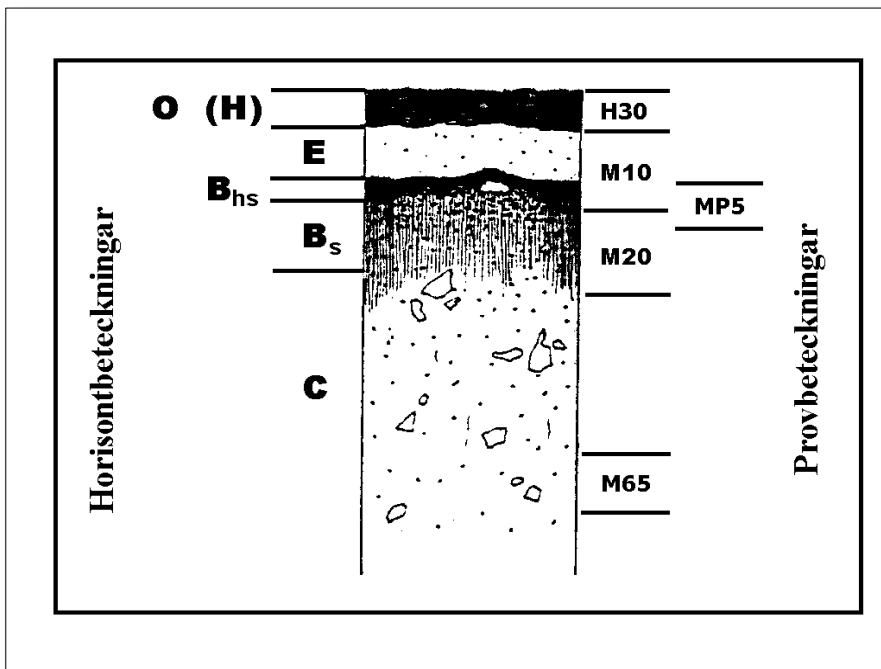 Horisontbeteckningar
O (H)
E
Bhs
Bs
C
H30
M10
MP5
M20
M65
Provbeteckningar